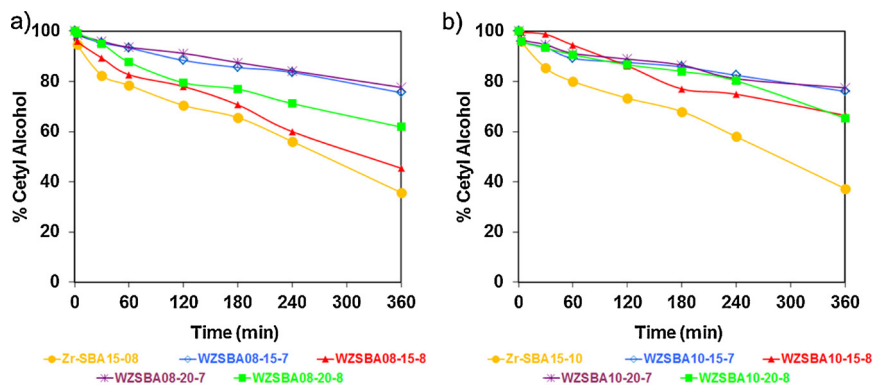 a)
% Cetyl Alcohol
100
80
60
40
20
0
0 60 120 180 240 300 360
Time (min)
Zr-SBA15-08 WZSBA08-15-7 WZSBA08-15-8
WZSBA08-20-7 WZSBA08-20-8
b)
% Cetyl Alcohol
100
80
60
40
20
0
0 60 120 180 240 300 360
Time (min)
Zr-SBA15-10 WZSBA10-15-7 WZSBA10-15-8
WZSBA10-20-7 WZSBA10-20-8